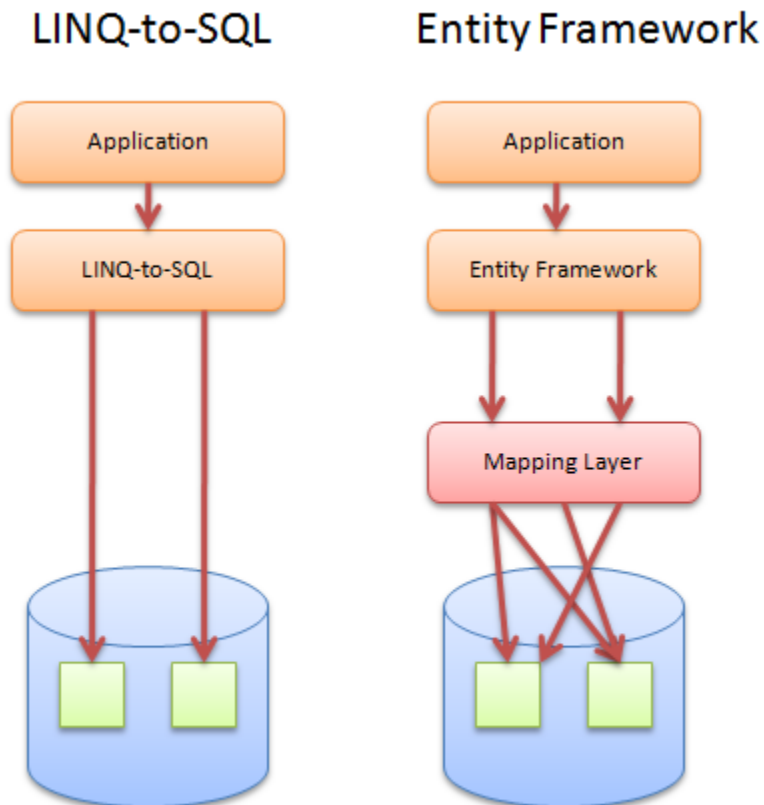 LINQ-to-SQL
Entity Framework
Application
Application
LINQ-to-SQL
Entity Framework
Mapping Layer